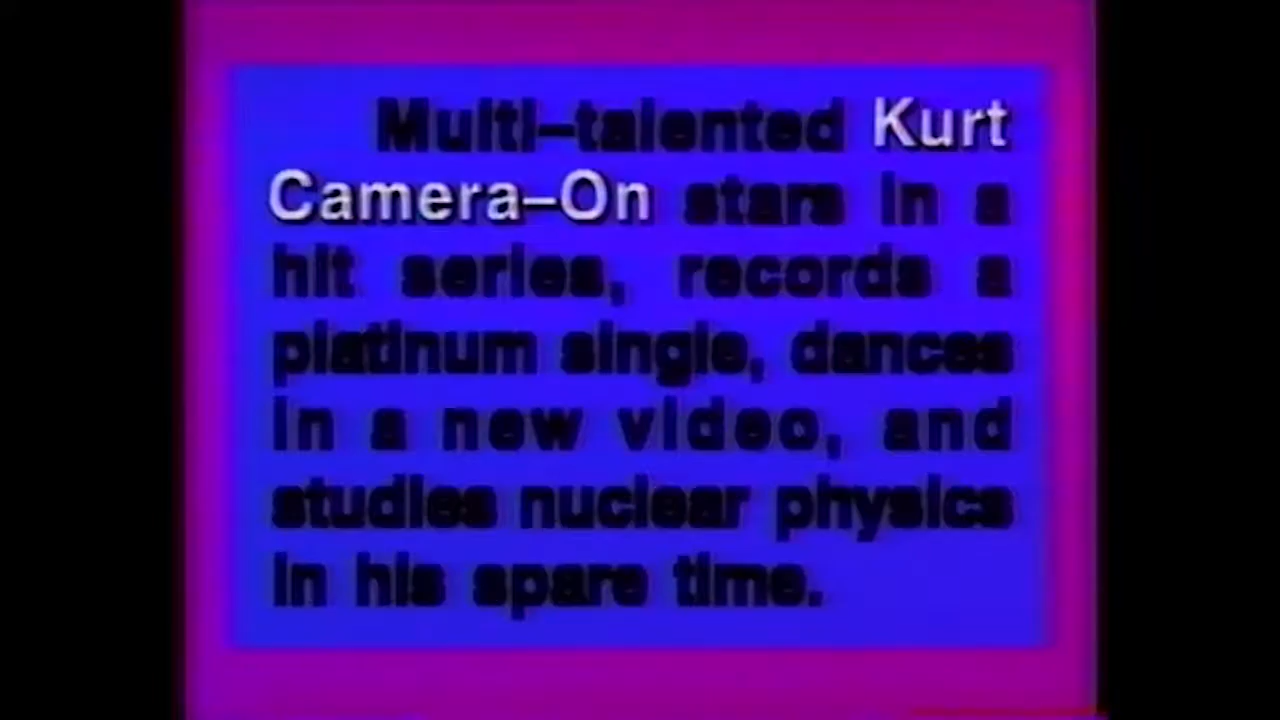 Multi–talented Kurt
Camera–On stars in a
hit series, records a
platinum single, dances
in a new video, and
studies nuclear physics
in his spare time.